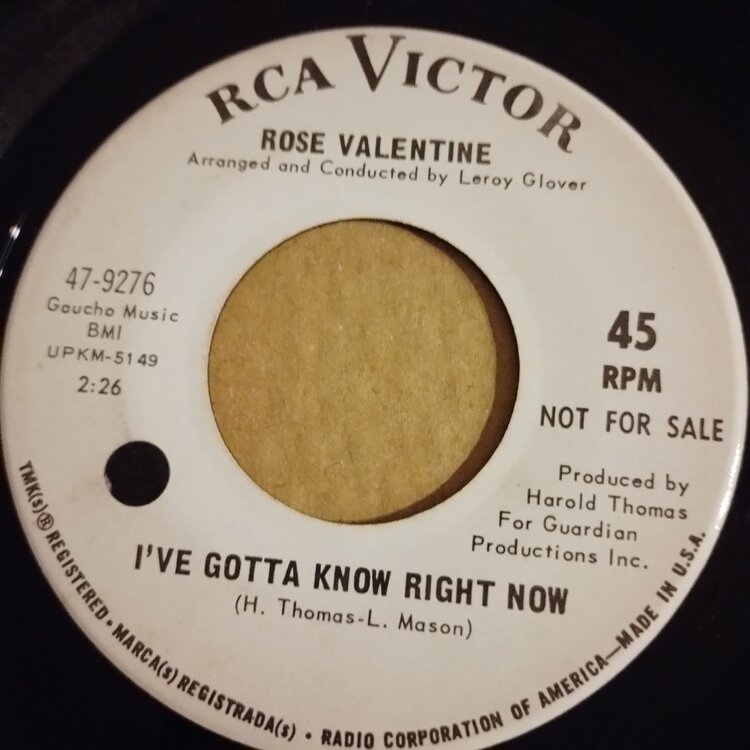 RCA VICTOR
ROSE VALENTINE
Arranged and Conducted by Leroy Glover
47-9276
Gaucho Music
BMI
UPKM-5149
2:26
45
RPM
NOT FOR SALE
Produced by
Harold Thomas
For Guardian
Productions Inc.
I'VE GOTTA KNOW RIGHT NOW
(H. Thomas-L. Mason)
TMK(s) ® REGISTERED • MARCA(s) REGISTRADA(s) • RADIO CORPORATION OF AMERICA—MADE IN U.S.A.